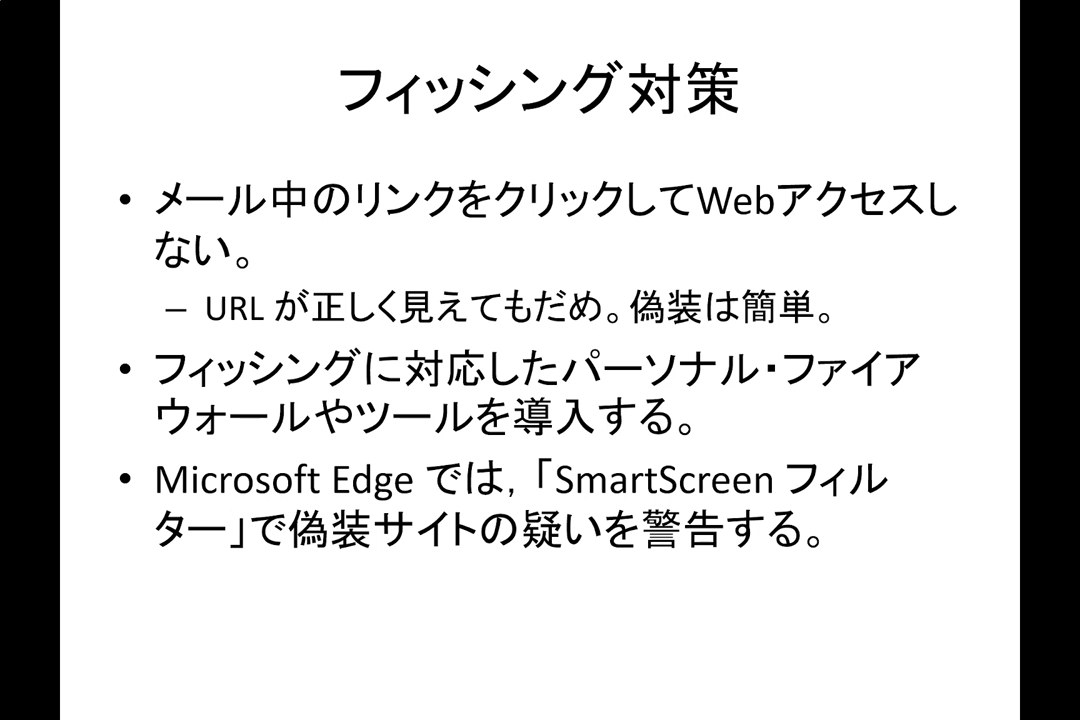 フィッシング対策
• メール中のリンクをクリックしてWebアクセスし
ない。
– URL が正しく見えてもだめ。偽装は簡単。
• フィッシングに対応したパーソナル・ファイア
ウォールやツールを導入する。
• Microsoft Edge では，「SmartScreen フィル
ター」で偽装サイトの疑いを警告する。